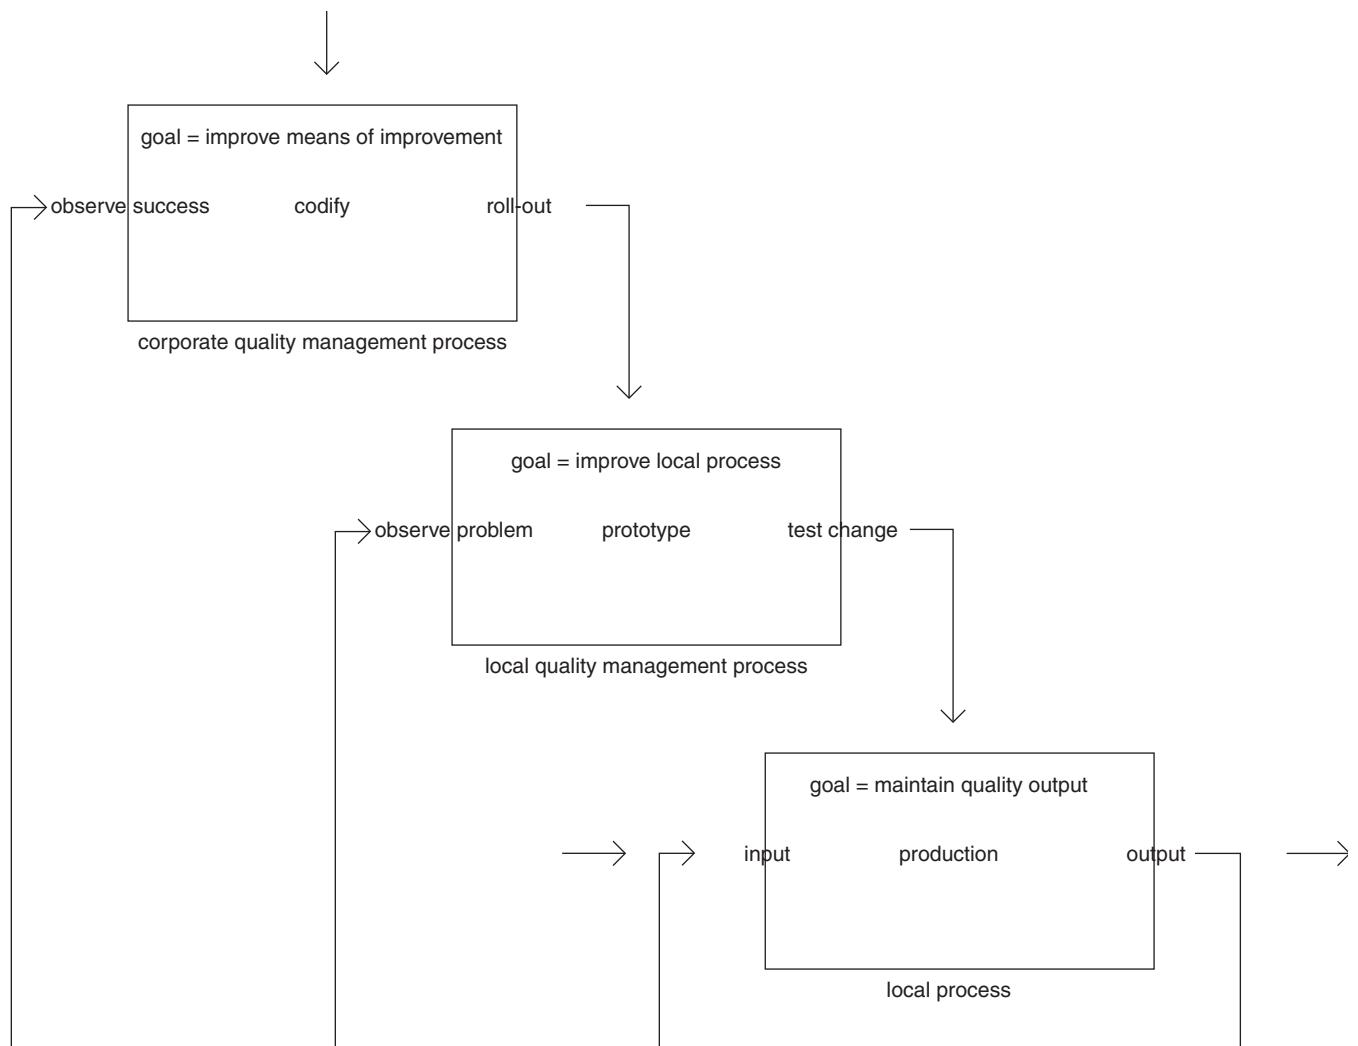 goal = improve means of improvement
observe success codify roll-out
corporate quality management process
goal = improve local process
observe problem prototype test change
local quality management process
goal = maintain quality output
input production output
local process